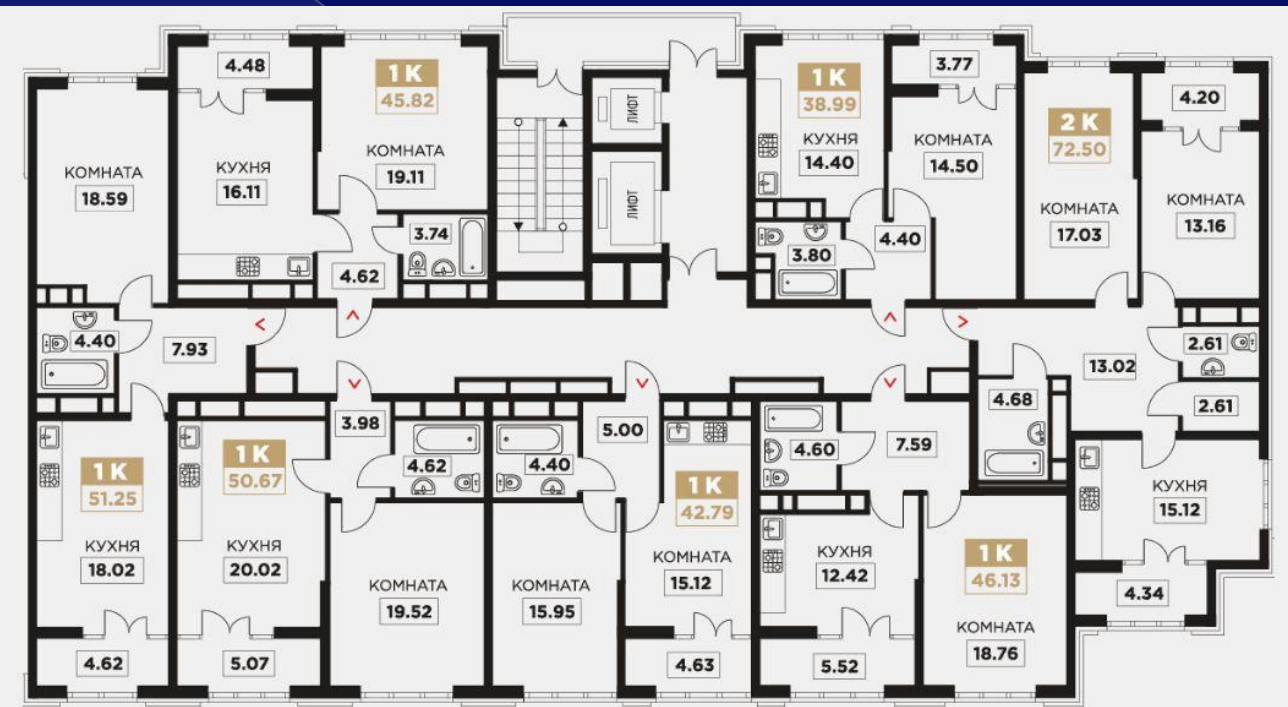 4.48
1 К
45.82
КОМНАТА
19.11
КОМНАТА
18.59
КУХНЯ
16.11
3.74
4.62
ЛИФТ
ЛИФТ
1 К
38.99
КУХНЯ
14.40
3.77
КОМНАТА
14.50
3.80
4.40
2 К
72.50
КОМНАТА
17.03
4.20
КОМНАТА
13.16
4.40
7.93
<
^
˅
˅
^
˅
>
13.02
2.61
2.61
4.68
1 К
51.25
КУХНЯ
18.02
4.62
3.98
1 К
50.67
КУХНЯ
20.02
5.07
4.62
КОМНАТА
19.52
4.40
5.00
КОМНАТА
15.95
1 К
42.79
КОМНАТА
15.12
4.63
4.60
7.59
КУХНЯ
12.42
5.52
1 К
46.13
КОМНАТА
18.76
КУХНЯ
15.12
4.34